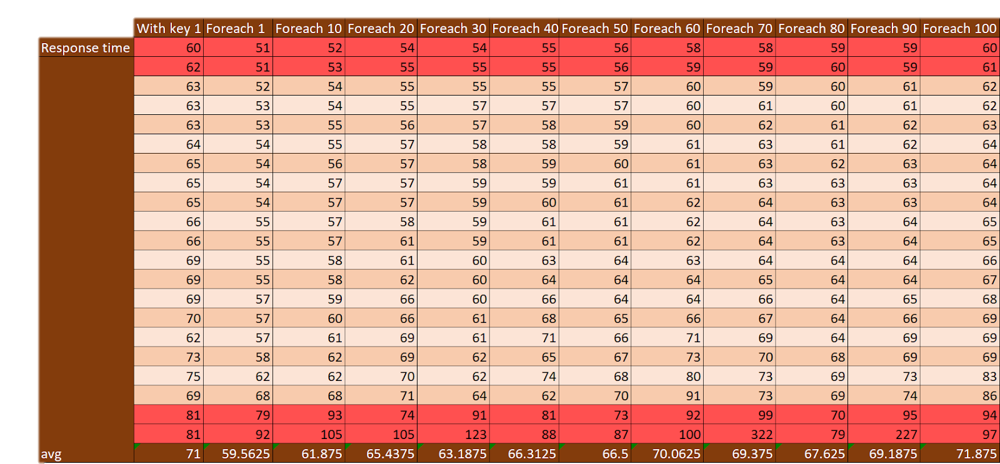 With key 1 Foreach 1 Foreach 10 Foreach 20 Foreach 30 Foreach 40 Foreach 50 Foreach 60 Foreach 70 Foreach 80 Foreach 90 Foreach 100
Response time 60 51 52 54 54 55 56 58 58 59 59 60
62 51 53 55 55 55 56 59 59 60 59 61
63 52 54 55 55 55 57 60 59 60 61 62
63 53 54 55 57 57 57 60 61 60 61 62
63 53 55 56 57 58 59 60 62 61 62 63
64 54 55 57 58 58 59 61 63 61 62 64
65 54 56 57 58 59 60 61 63 62 63 64
65 54 57 57 59 59 61 61 63 63 63 64
65 54 57 57 59 60 61 62 64 63 63 64
66 55 57 58 59 61 61 62 64 63 64 65
66 55 57 61 59 61 61 62 64 63 64 65
69 55 58 61 60 63 64 63 64 64 64 66
69 55 58 62 60 64 64 64 65 64 64 67
69 57 59 66 60 66 64 64 66 64 65 68
70 57 60 66 61 68 65 66 67 64 66 69
62 57 61 69 61 71 66 71 69 64 69 69
73 58 62 69 62 65 67 73 70 68 69 69
75 62 62 70 62 74 68 80 73 69 73 83
69 68 68 71 64 62 70 91 73 69 74 86
81 79 93 74 91 81 73 92 99 70 95 94
81 92 105 105 123 88 87 100 322 79 227 97
avg 71 59.5625 61.875 65.4375 63.1875 66.3125 66.5 70.0625 69.375 67.625 69.1875 71.875